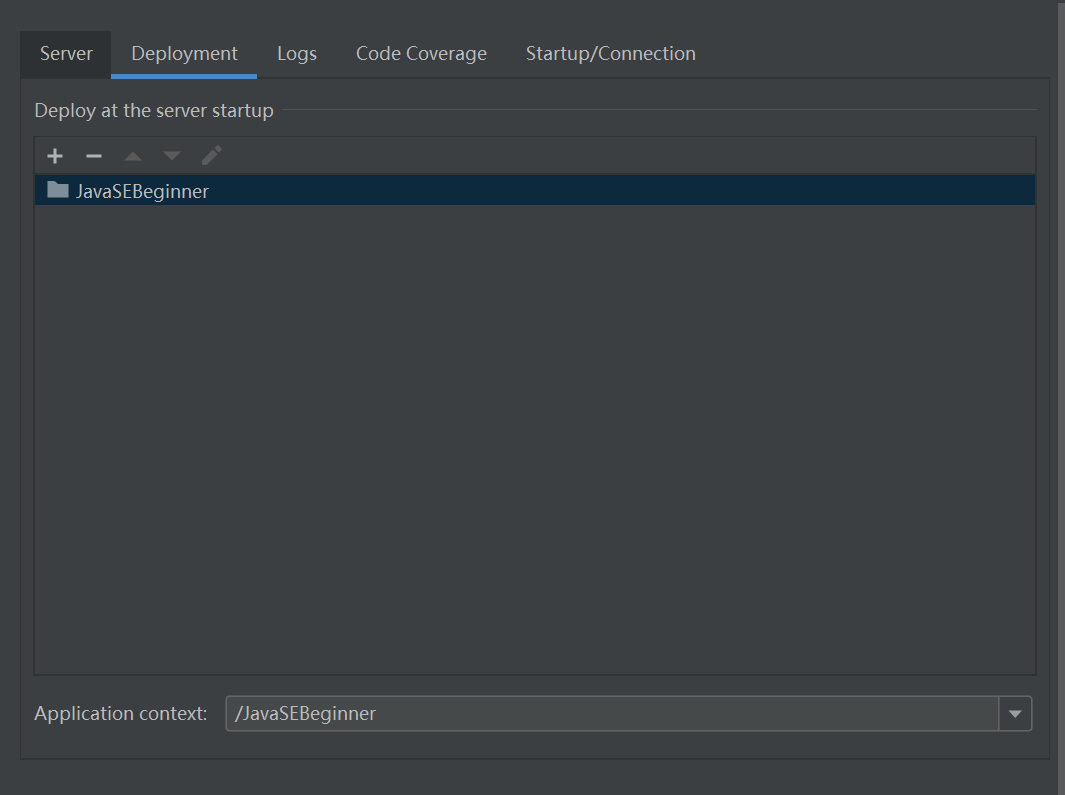 Server Deployment Logs Code Coverage Startup/Connection
Deploy at the server startup
JavaSEBeginner
Application context: /JavaSEBeginner